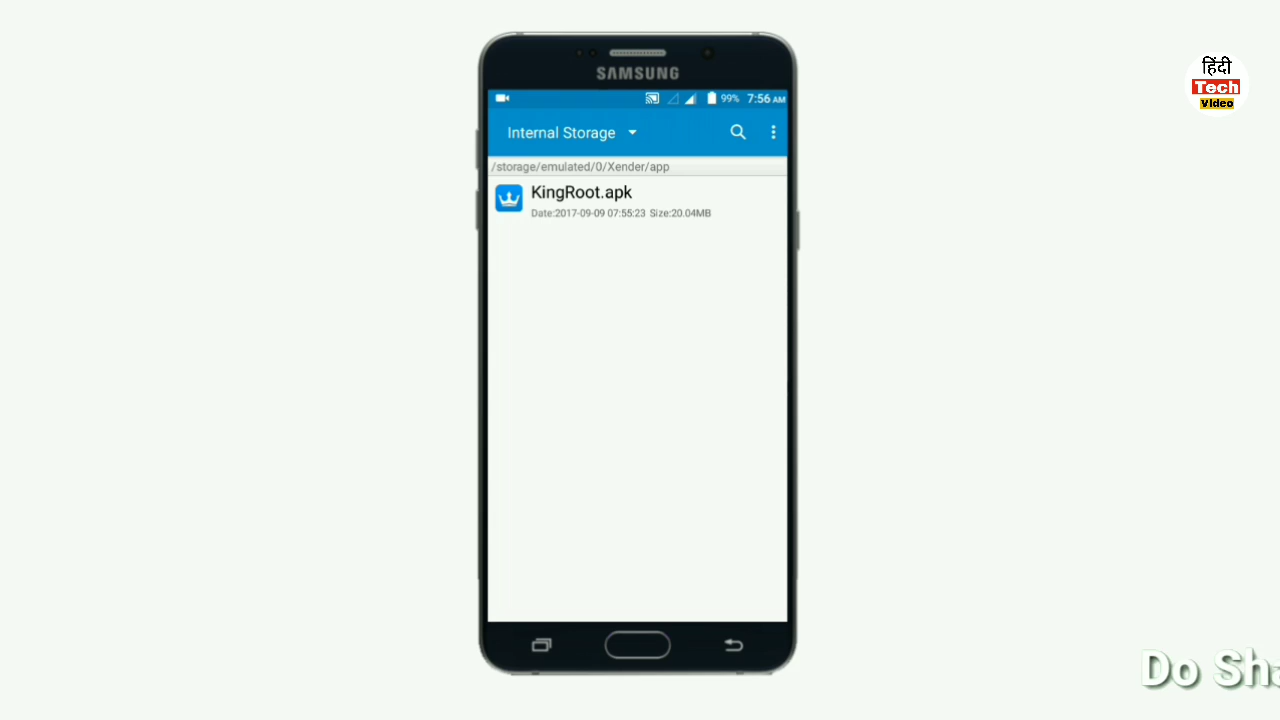 SAMSUNG
99% 7:56 AM
Internal Storage
/storage/emulated/0/Xender/app
KingRoot.apk
Date:2017-09-09 07:55:23 Size:20.04MB
हिंदी
Tech
Video
Do Sha